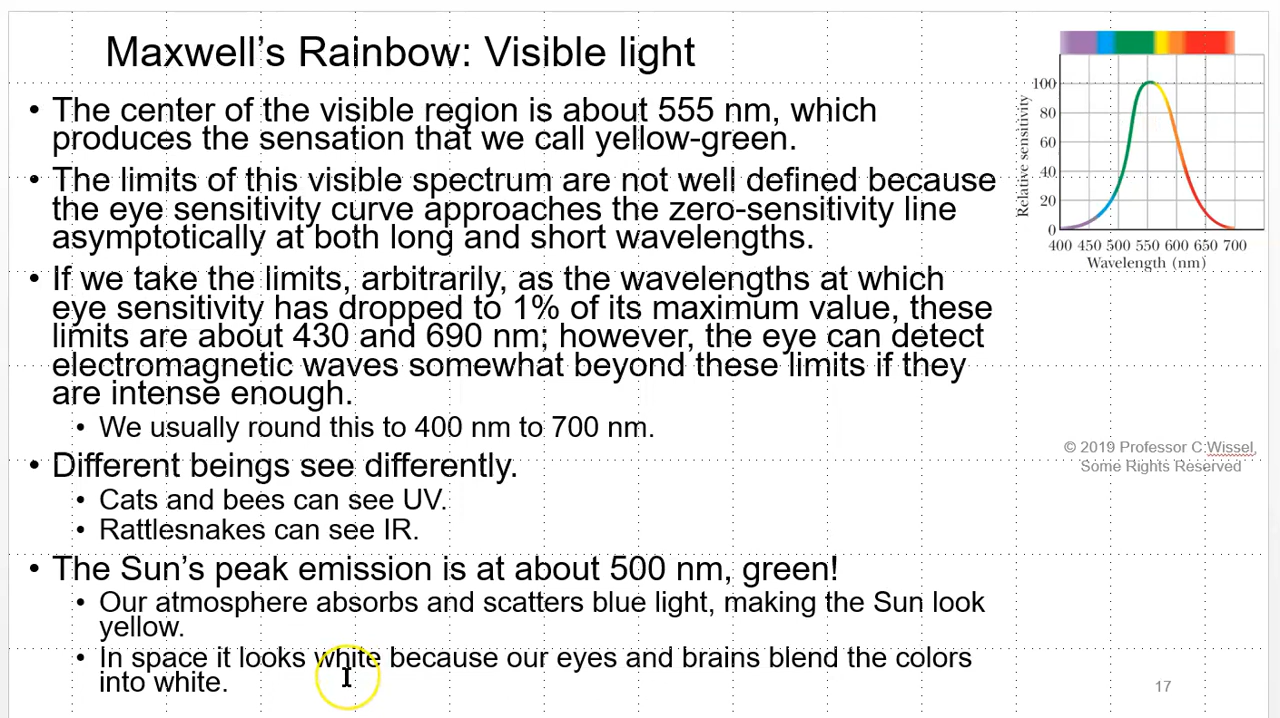 Maxwell's Rainbow: Visible light
• The center of the visible region is about 555 nm, which
produces the sensation that we call yellow-green.
• The limits of this visible spectrum are not well defined because
the eye sensitivity curve approaches the zero-sensitivity line
asymptotically at both long and short wavelengths.
• If we take the limits, arbitrarily, as the wavelengths at which
eye sensitivity has dropped to 1% of its maximum value, these
limits are about 430 and 690 nm; however, the eye can detect
electromagnetic waves somewhat beyond these limits if they
are intense enough.
• We usually round this to 400 nm to 700 nm.
• Different beings see differently.
• Cats and bees can see UV.
• Rattlesnakes can see IR.
• The Sun's peak emission is at about 500 nm, green!
• Our atmosphere absorbs and scatters blue light, making the Sun look
yellow.
• In space it looks white because our eyes and brains blend the colors
into white.
Relative sensitivity
100
80
60
40
20
0
400 450 500 550 600 650 700
Wavelength (nm)
© 2019 Professor C.Wissel,
Some Rights Reserved
17